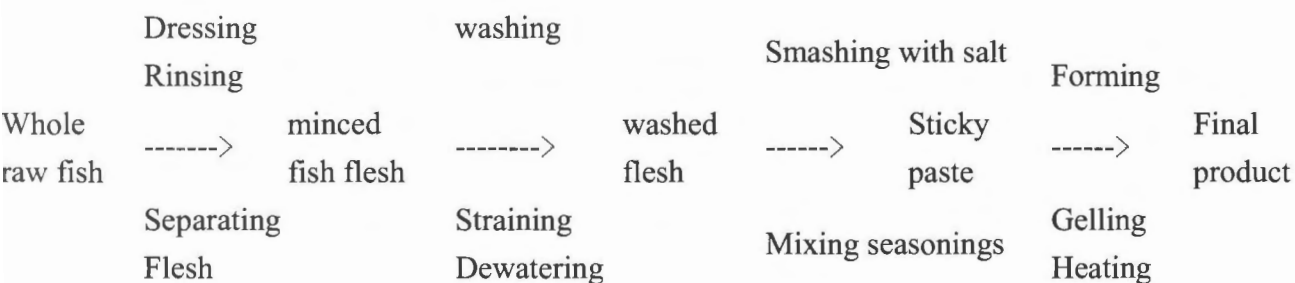 Dressing washing
Smashing with salt
Rinsing Forming
Whole minced washed Sticky Final
-------> --------> ------> ------>
raw fish fish flesh flesh paste product
Separating Straining Gelling
Mixing seasonings
Flesh Dewatering Heating